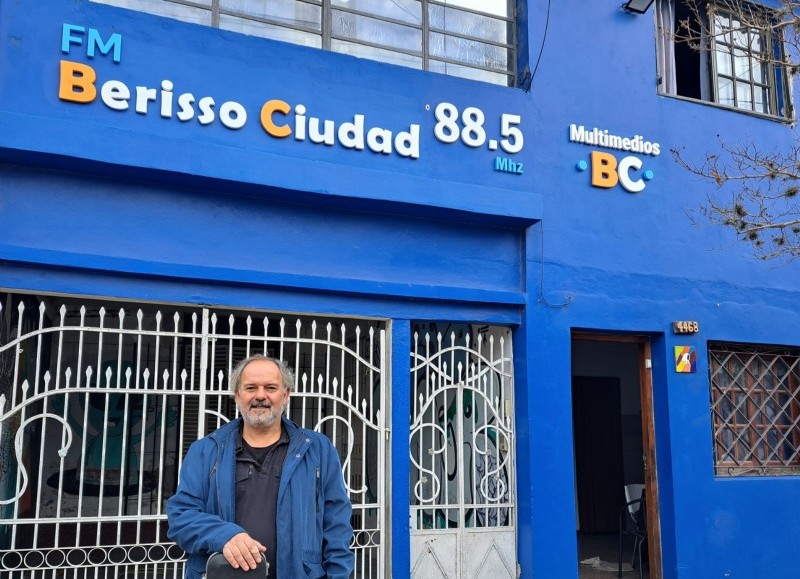 FM
Berisso Ciudad 88.5
Mhz
Multimedios
BC
4468